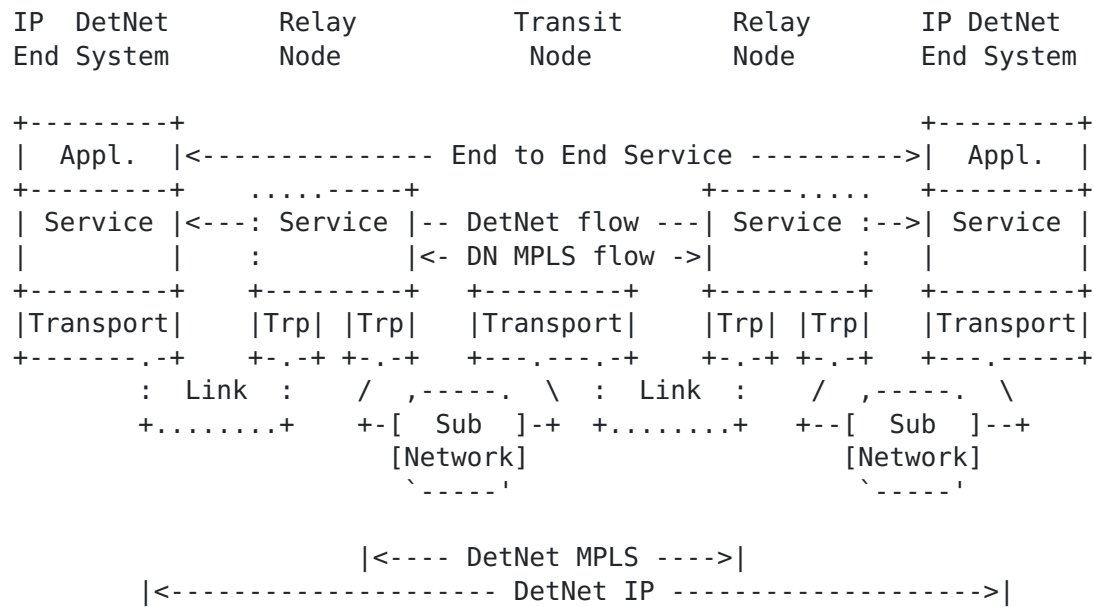 IP  DetNet       Relay              Transit         Relay       IP DetNet
End System       Node               Node            Node        End System

+---------+                                              +---------+
|  Appl.  |<--------------- End to End Service ---------->|  Appl.  |
+---------+    .....-----+                 +-----.....   +---------+
| Service |<---: Service |-- DetNet flow ---| Service :-->| Service |
|         |    :         |<- DN MPLS flow ->|         :   |         |
+---------+    +---------+   +---------+    +---------+   +---------+
|Transport|    |Trp| |Trp|   |Transport|    |Trp| |Trp|   |Transport|
+-------.-+    +-.-+ +-.-+   +---.---.-+    +-.-+ +-.-+   +---.-----+
        :  Link  :    /  ,-----.  \  :  Link  :    /  ,-----.  \
        +........+    +-[  Sub  ]-+  +........+   +--[  Sub  ]--+
                        [Network]                    [Network]
                         `-----'                      `-----'

                      |<---- DetNet MPLS ---->|
        |<--------------------- DetNet IP -------------------->|